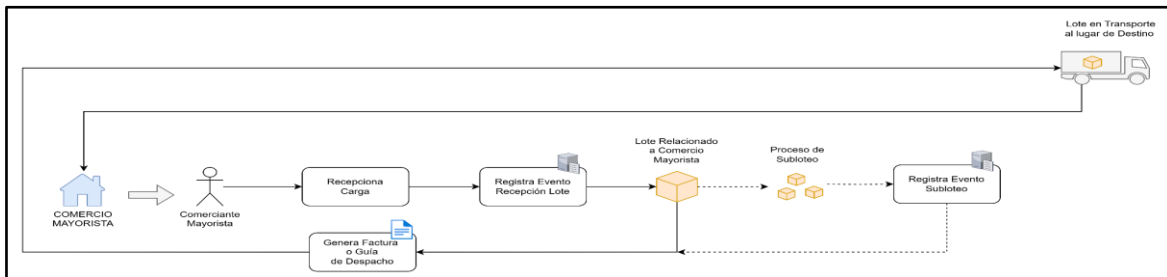 Lote en Transporte
al lugar de Destino
Lote Relacionado
a Comercio
Mayorista
Proceso de
Subloteo
Recepciona
Carga
Registra Evento
Recepción Lote
Registra Evento
Subloteo
COMERCIO
MAYORISTA
Comerciante
Mayorista
Genera Factura
o Guía
de Despacho